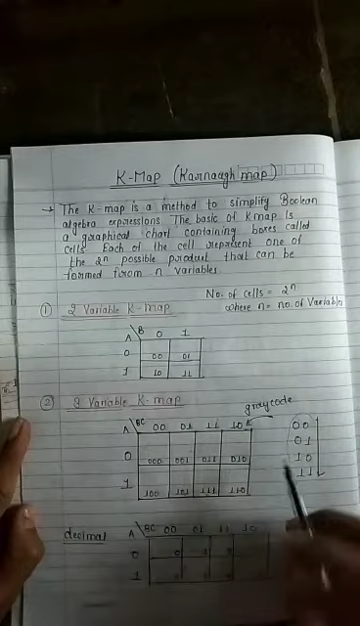 K-Map (Karnaugh map)
→ The K-map is a method to simplify Boolean
algebra expressions. The basic of K map is
a graphical chart containing boxes called
cells. Each of the cell represent one of
the 2ⁿ possible product that can be
formed from n variables
No. of cells = 2ⁿ
where n = no. of Variables
① 2 Variable K-map
A \ B 0 1
0 00 01
1 10 11
② 3 Variable K-map
gray code
A \ BC 00 01 11 10
0 000 001 011 010
1 100 101 111 110
00
01
10
11
decimal
A \ BC 00 01 11 10
0 0
1